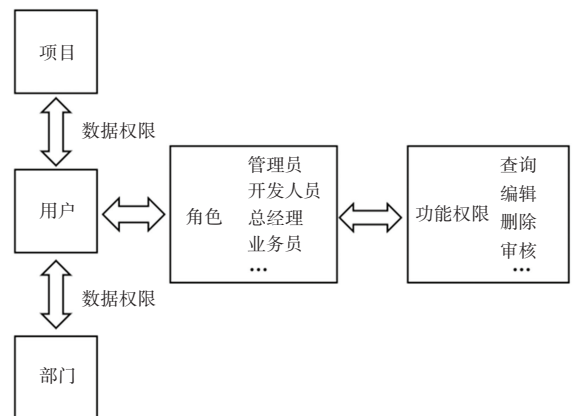 项目
数据权限
用户
数据权限
部门
角色
管理员
开发人员
总经理
业务员
...
功能权限
查询
编辑
删除
审核
...